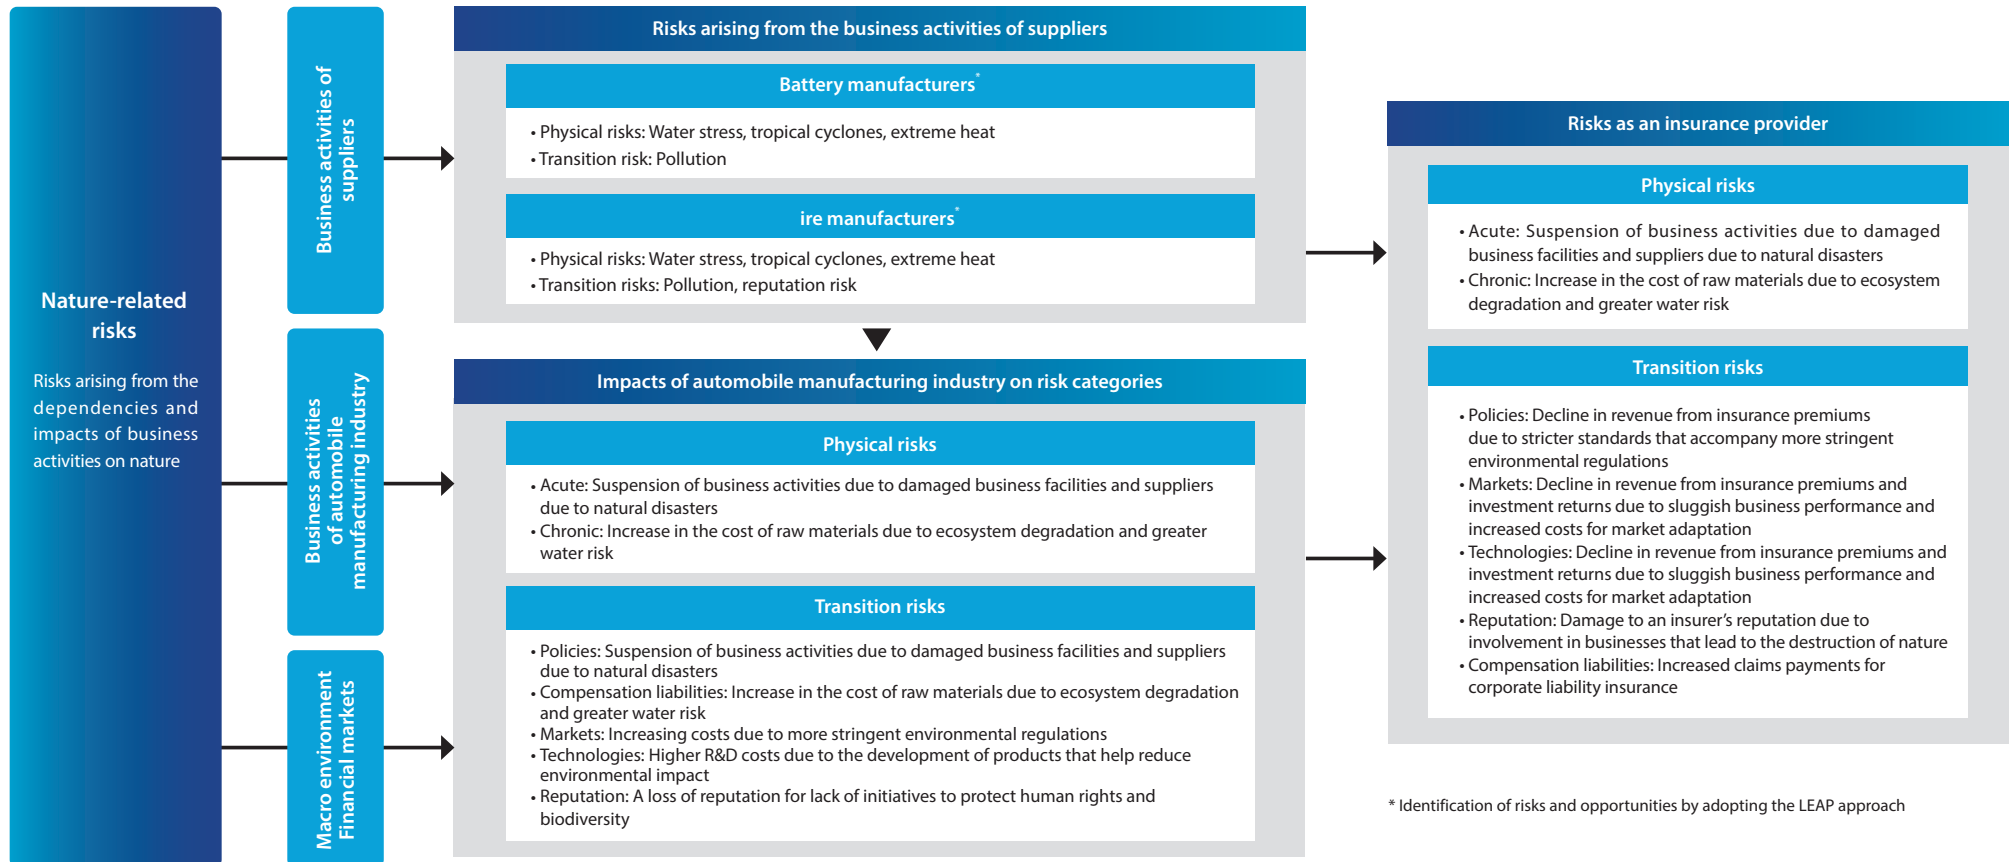 Nature-related
risks
Risks arising from the
dependencies and
impacts of business
activities on nature
Business activities of
suppliers
Business activities
of automobile
manufacturing industry
Macro environment
Financial markets
Risks arising from the business activities of suppliers
Battery manufacturers*
• Physical risks: Water stress, tropical cyclones, extreme heat
• Transition risk: Pollution
ire manufacturers*
• Physical risks: Water stress, tropical cyclones, extreme heat
• Transition risks: Pollution, reputation risk
Impacts of automobile manufacturing industry on risk categories
Physical risks
• Acute: Suspension of business activities due to damaged business facilities and suppliers
due to natural disasters
• Chronic: Increase in the cost of raw materials due to ecosystem degradation and greater
water risk
Transition risks
• Policies: Suspension of business activities due to damaged business facilities and suppliers
due to natural disasters
• Compensation liabilities: Increase in the cost of raw materials due to ecosystem degradation
and greater water risk
• Markets: Increasing costs due to more stringent environmental regulations
• Technologies: Higher R&D costs due to the development of products that help reduce
environmental impact
• Reputation: A loss of reputation for lack of initiatives to protect human rights and
biodiversity
Risks as an insurance provider
Physical risks
• Acute: Suspension of business activities due to damaged
business facilities and suppliers due to natural disasters
• Chronic: Increase in the cost of raw materials due to ecosystem
degradation and greater water risk
Transition risks
• Policies: Decline in revenue from insurance premiums
due to stricter standards that accompany more stringent
environmental regulations
• Markets: Decline in revenue from insurance premiums and
investment returns due to sluggish business performance and
increased costs for market adaptation
• Technologies: Decline in revenue from insurance premiums and
investment returns due to sluggish business performance and
increased costs for market adaptation
• Reputation: Damage to an insurer’s reputation due to
involvement in businesses that lead to the destruction of nature
• Compensation liabilities: Increased claims payments for
corporate liability insurance
* Identification of risks and opportunities by adopting the LEAP approach